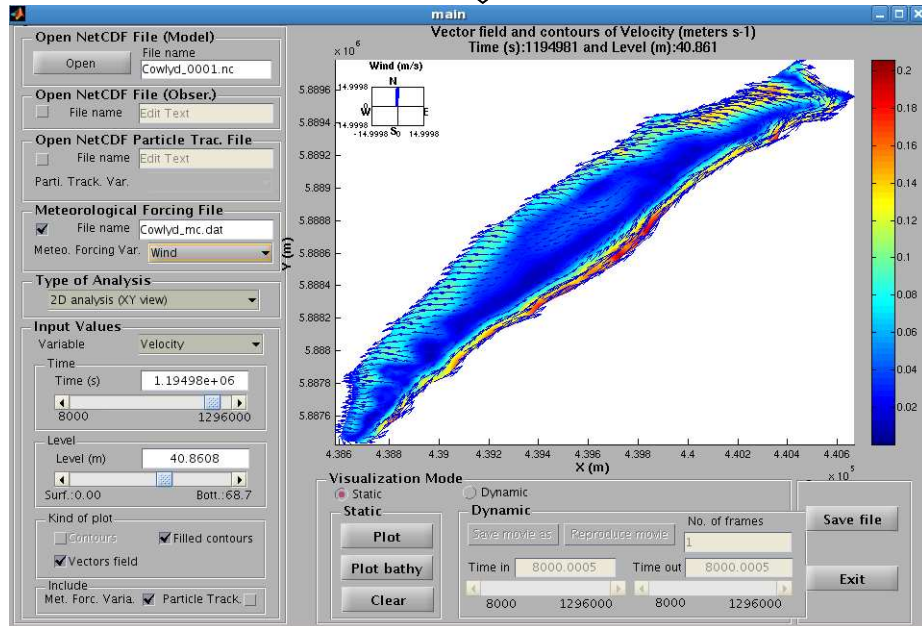 main
Open NetCDF File (Model)
File name
Open
Cowlyd_0001.nc
Open NetCDF File (Obser.)
File name
Edit Text
Open NetCDF Particle Trac. File
File name
Edit Text
Parti. Track. Var.
Meteorological Forcing File
File name
Cowlyd_mc.dat
Meteo. Forcing Var.
Wind
Type of Analysis
2D analysis (XY view)
Input Values
Variable
Velocity
Time
Time (s)
1.19498e+06
8000
1296000
Level
Level (m)
40.8608
Surf.:0.00
Bott.:68.7
Kind of plot
Contours
Filled contours
Vectors field
Include
Met. Forc. Varia.
Particle Track.
Vector field and contours of Velocity (meters s-1)
Time (s):1194981 and Level (m):40.861
x 10^6
Wind (m/s)
N
14.9998
0
W
E
-14.9998
S
-14.9998 0 14.9998
5.8896
5.8894
5.8892
5.889
5.8888
5.8886
5.8884
5.8882
5.888
5.8878
5.8876
Y (m)
4.386 4.388 4.39 4.392 4.394 4.396 4.398 4.4 4.402 4.404 4.406
X (m)
x 10^5
0.2
0.18
0.16
0.14
0.12
0.1
0.08
0.06
0.04
0.02
Visualization Mode
Static
Dynamic
Static
Plot
Plot bathy
Clear
Dynamic
Save movie as
Reproduce movie
No. of frames
1
Time in
8000.0005
Time out
8000.0005
8000
1296000
8000
1296000
Save file
Exit